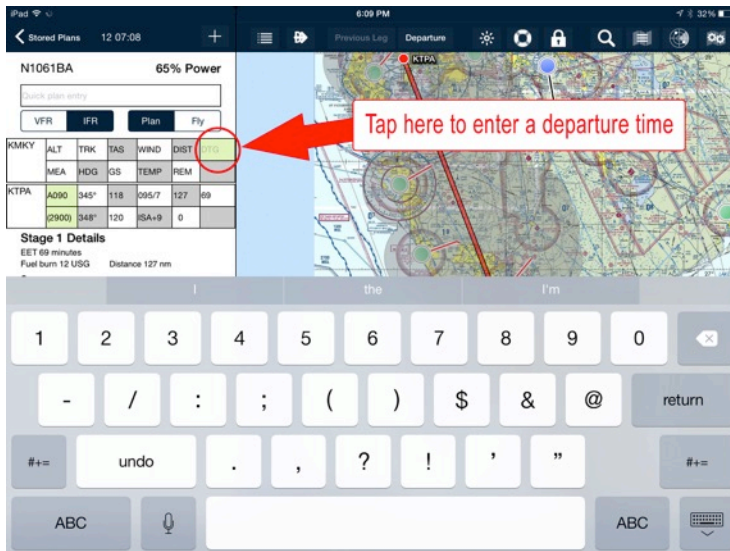 iPad
6:09 PM
32%
Stored Plans 12 07:08 +
Previous Leg Departure
N1061BA 65% Power
Quick plan entry
VFR IFR Plan Fly
KMKY ALT TRK TAS WIND DIST DTG
MEA HDG GS TEMP REM
KTPA A090 345° 118 095/7 127 69
(2900) 348° 120 ISA+9 0
Stage 1 Details
EET 69 minutes
Fuel burn 12 USG Distance 127 nm
KTPA
Tap here to enter a departure time
I the I'm
1 2 3 4 5 6 7 8 9 0
- / : ; ( ) $ & @ return
#+= undo . , ? ! ’ ” #+=
ABC ABC